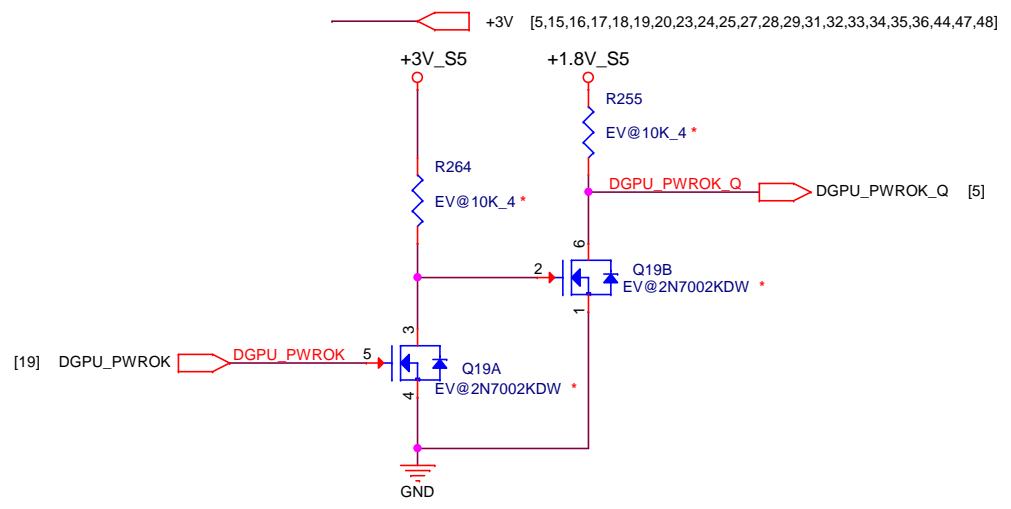 +3V [5,15,16,17,18,19,20,23,24,25,27,28,29,31,32,33,34,35,36,44,47,48]
+3V_S5
+1.8V_S5
R255
EV@10K_4 *
R264
EV@10K_4 *
DGPU_PWROK_Q
DGPU_PWROK_Q [5]
6
2
Q19B
EV@2N7002KDW *
1
3
[19] DGPU_PWROK
DGPU_PWROK
5
Q19A
EV@2N7002KDW *
4
GND